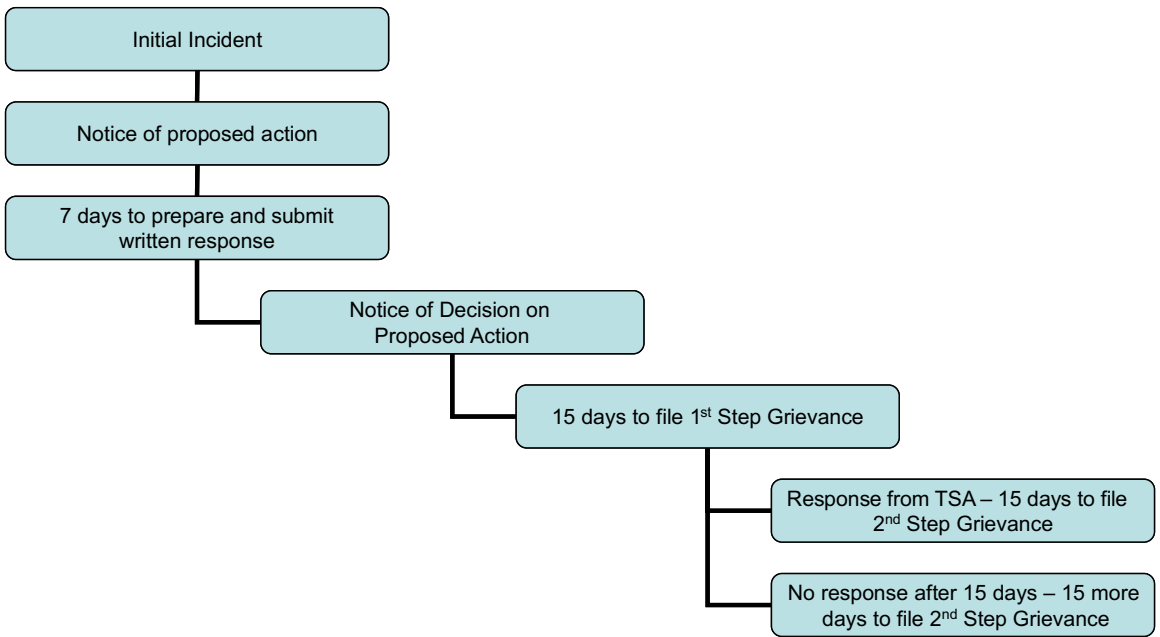 Initial Incident
Notice of proposed action
7 days to prepare and submit
written response
Notice of Decision on
Proposed Action
15 days to file 1st Step Grievance
Response from TSA – 15 days to file
2nd Step Grievance
No response after 15 days – 15 more
days to file 2nd Step Grievance